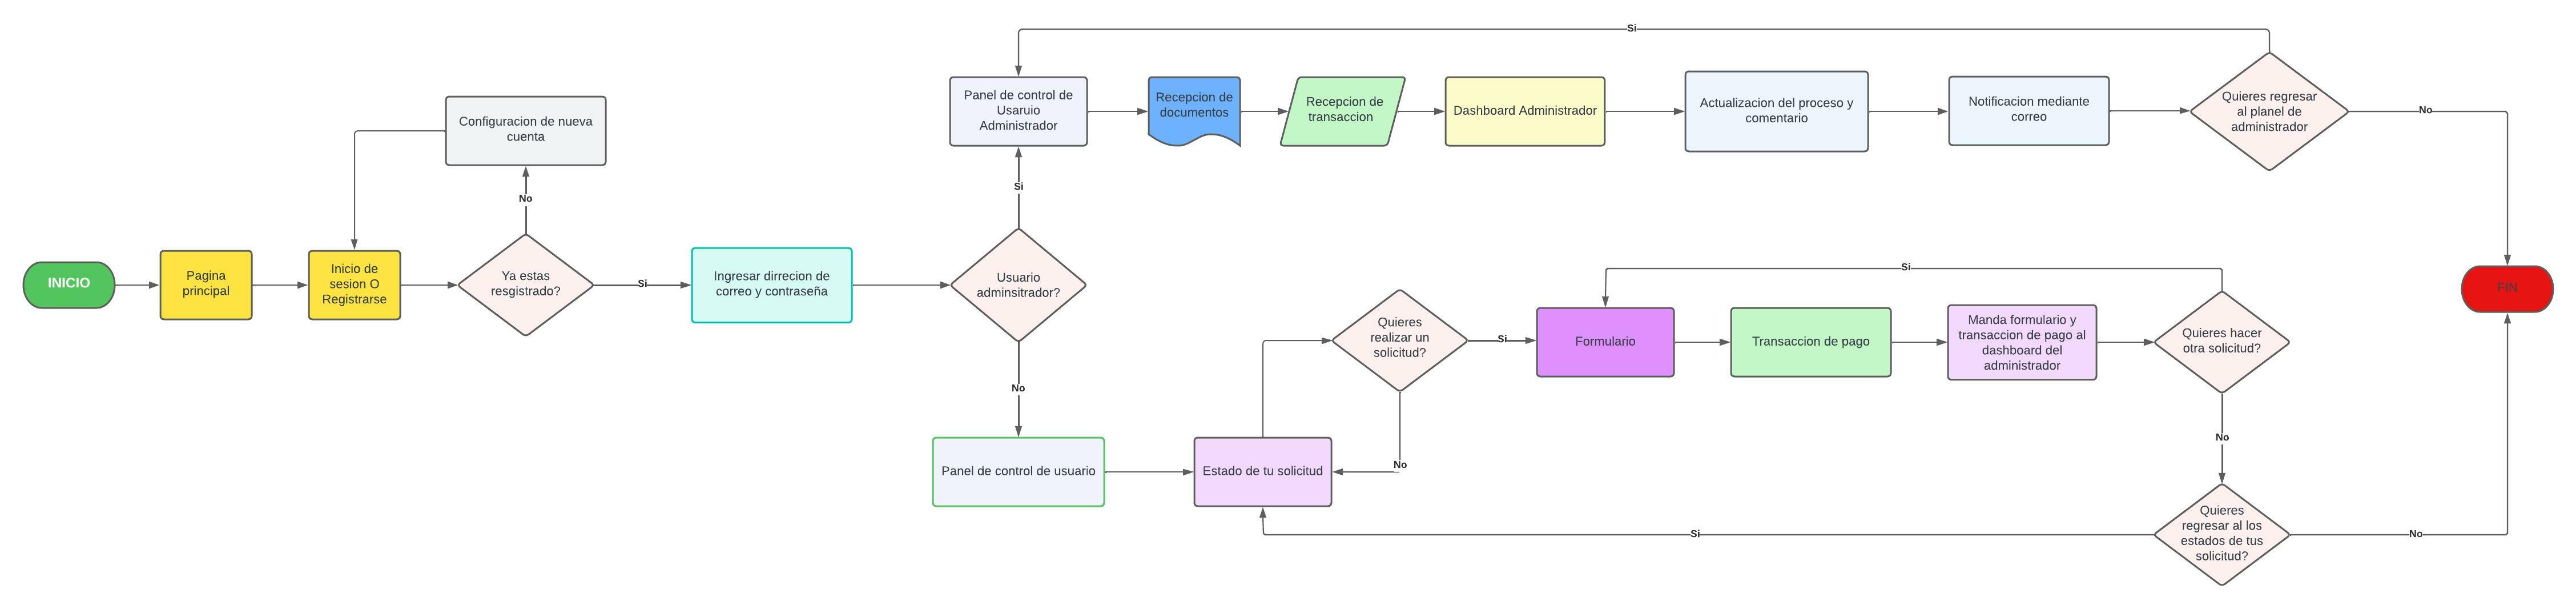 INICIO
Pagina
principal
Inicio de
sesion O
Registrarse
Ya estas
resgistrado?
No
Configuracion de nueva
cuenta
Si
Ingresar dirrecion de
correo y contraseña
Usuario
adminsitrador?
Si
Panel de control de
Usaruio
Administrador
Recepcion de
documentos
Recepcion de
transaccion
Dashboard Administrador
Actualizacion del proceso y
comentario
Notificacion mediante
correo
Quieres regresar
al planel de
administrador
Si
No
No
Panel de control de usuario
Estado de tu solicitud
Quieres
realizar un
solicitud?
No
Si
Formulario
Transaccion de pago
Manda formulario y
transaccion de pago al
dashboard del
administrador
Quieres hacer
otra solicitud?
Si
No
Quieres
regresar al los
estados de tus
solicitud?
Si
No
FIN